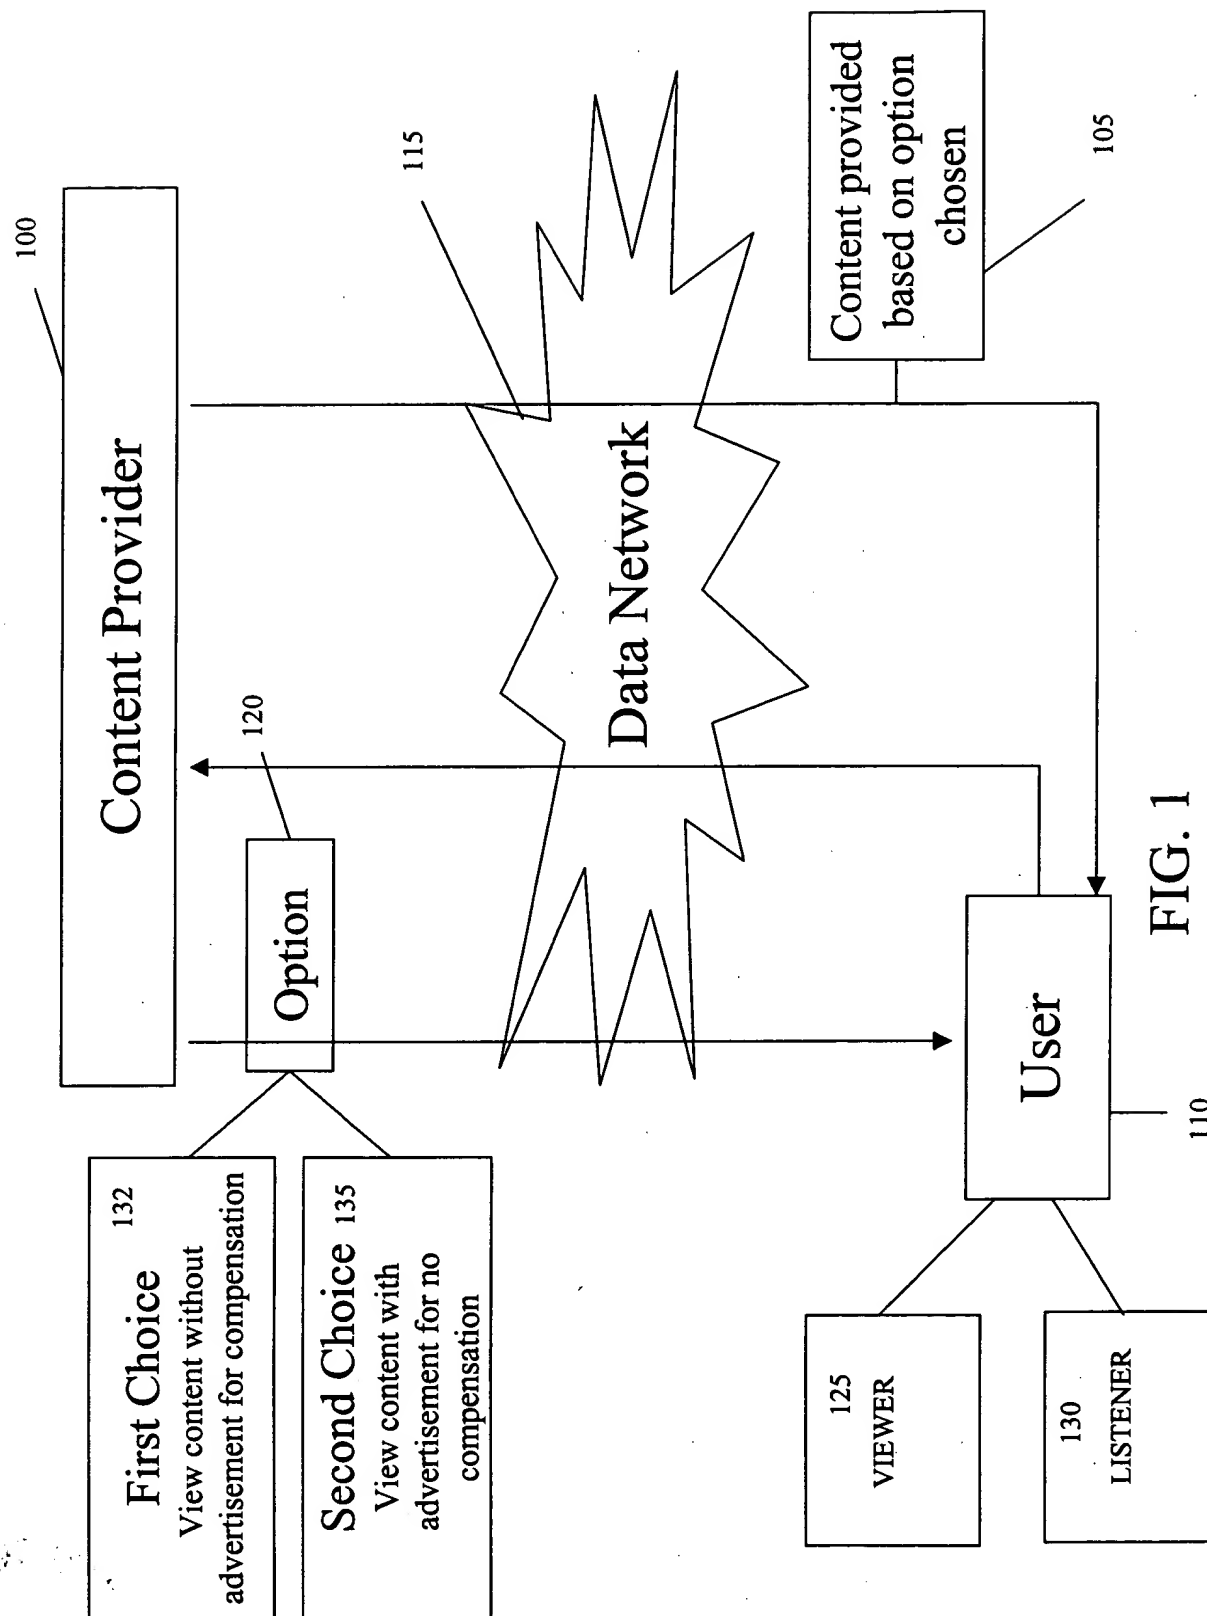 100
Content Provider
First Choice 132
View content without
advertisement for compensation
Option
120
Second Choice 135
View content with
advertisement for no
compensation
115
Data Network
Content provided
based on option
chosen
105
125
VIEWER
User
110
130
LISTENER
FIG. 1